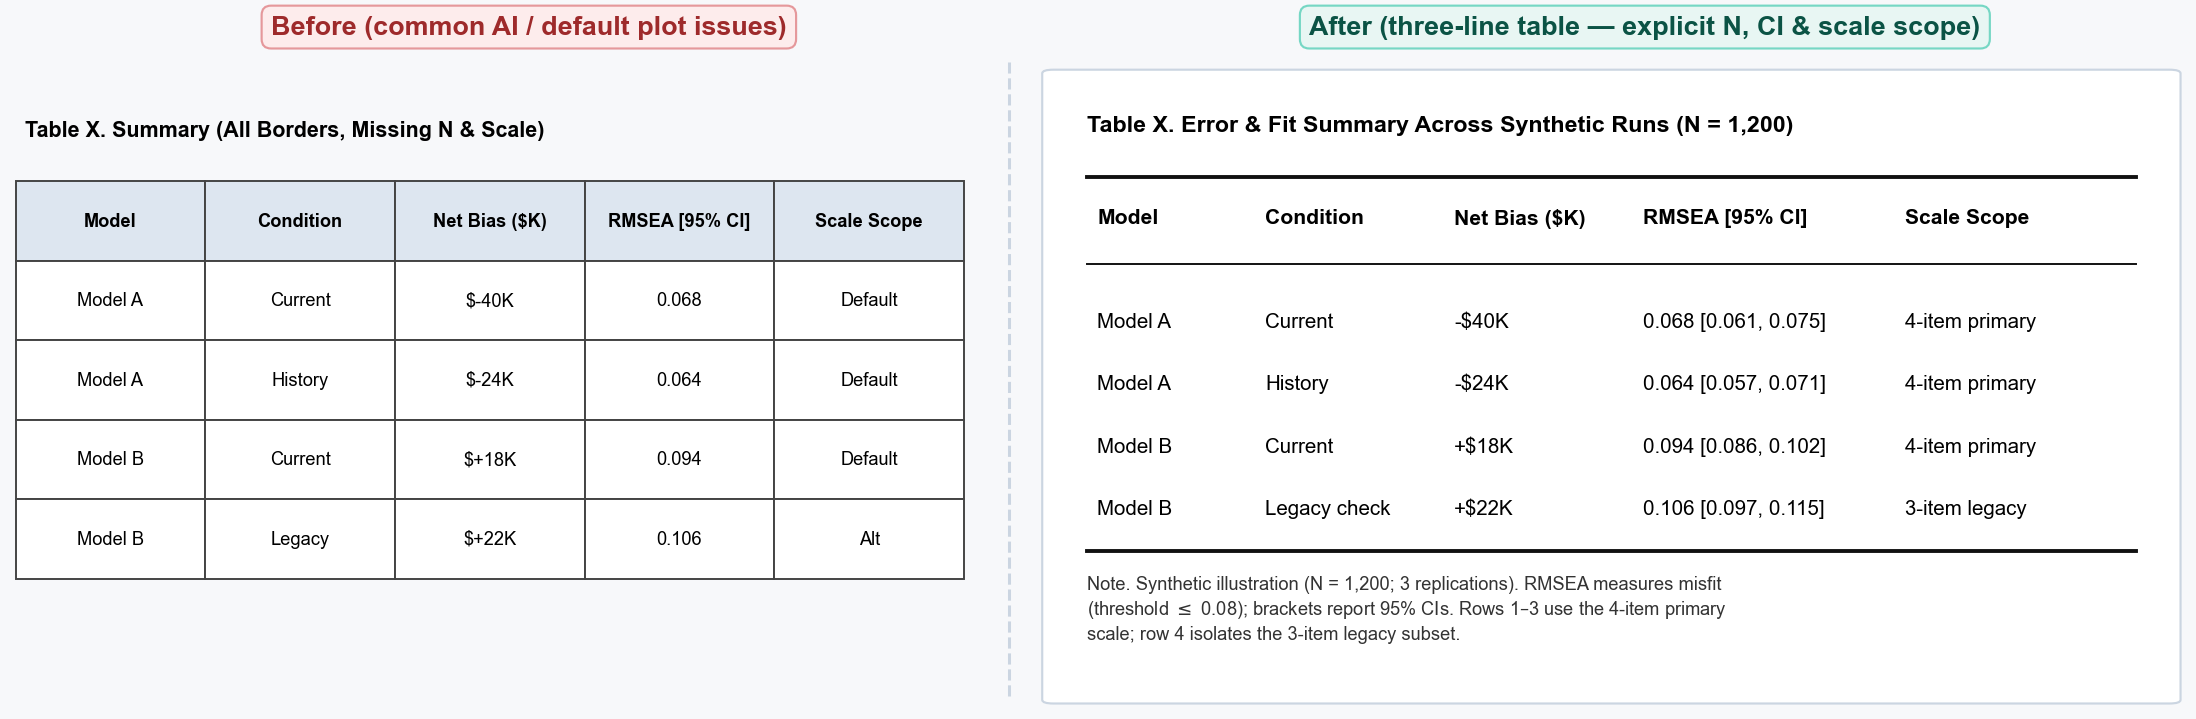 Before (common AI / default plot issues)
Table X. Summary (All Borders, Missing N & Scale)
Model Condition Net Bias ($K) RMSEA [95% CI] Scale Scope
Model A Current $-40K 0.068 Default
Model A History $-24K 0.064 Default
Model B Current $+18K 0.094 Default
Model B Legacy $+22K 0.106 Alt
After (three-line table — explicit N, CI & scale scope)
Table X. Error & Fit Summary Across Synthetic Runs (N = 1,200)
Model Condition Net Bias ($K) RMSEA [95% CI] Scale Scope
Model A Current -$40K 0.068 [0.061, 0.075] 4-item primary
Model A History -$24K 0.064 [0.057, 0.071] 4-item primary
Model B Current +$18K 0.094 [0.086, 0.102] 4-item primary
Model B Legacy check +$22K 0.106 [0.097, 0.115] 3-item legacy
Note. Synthetic illustration (N = 1,200; 3 replications). RMSEA measures misfit
(threshold ≤ 0.08); brackets report 95% CIs. Rows 1–3 use the 4-item primary
scale; row 4 isolates the 3-item legacy subset.